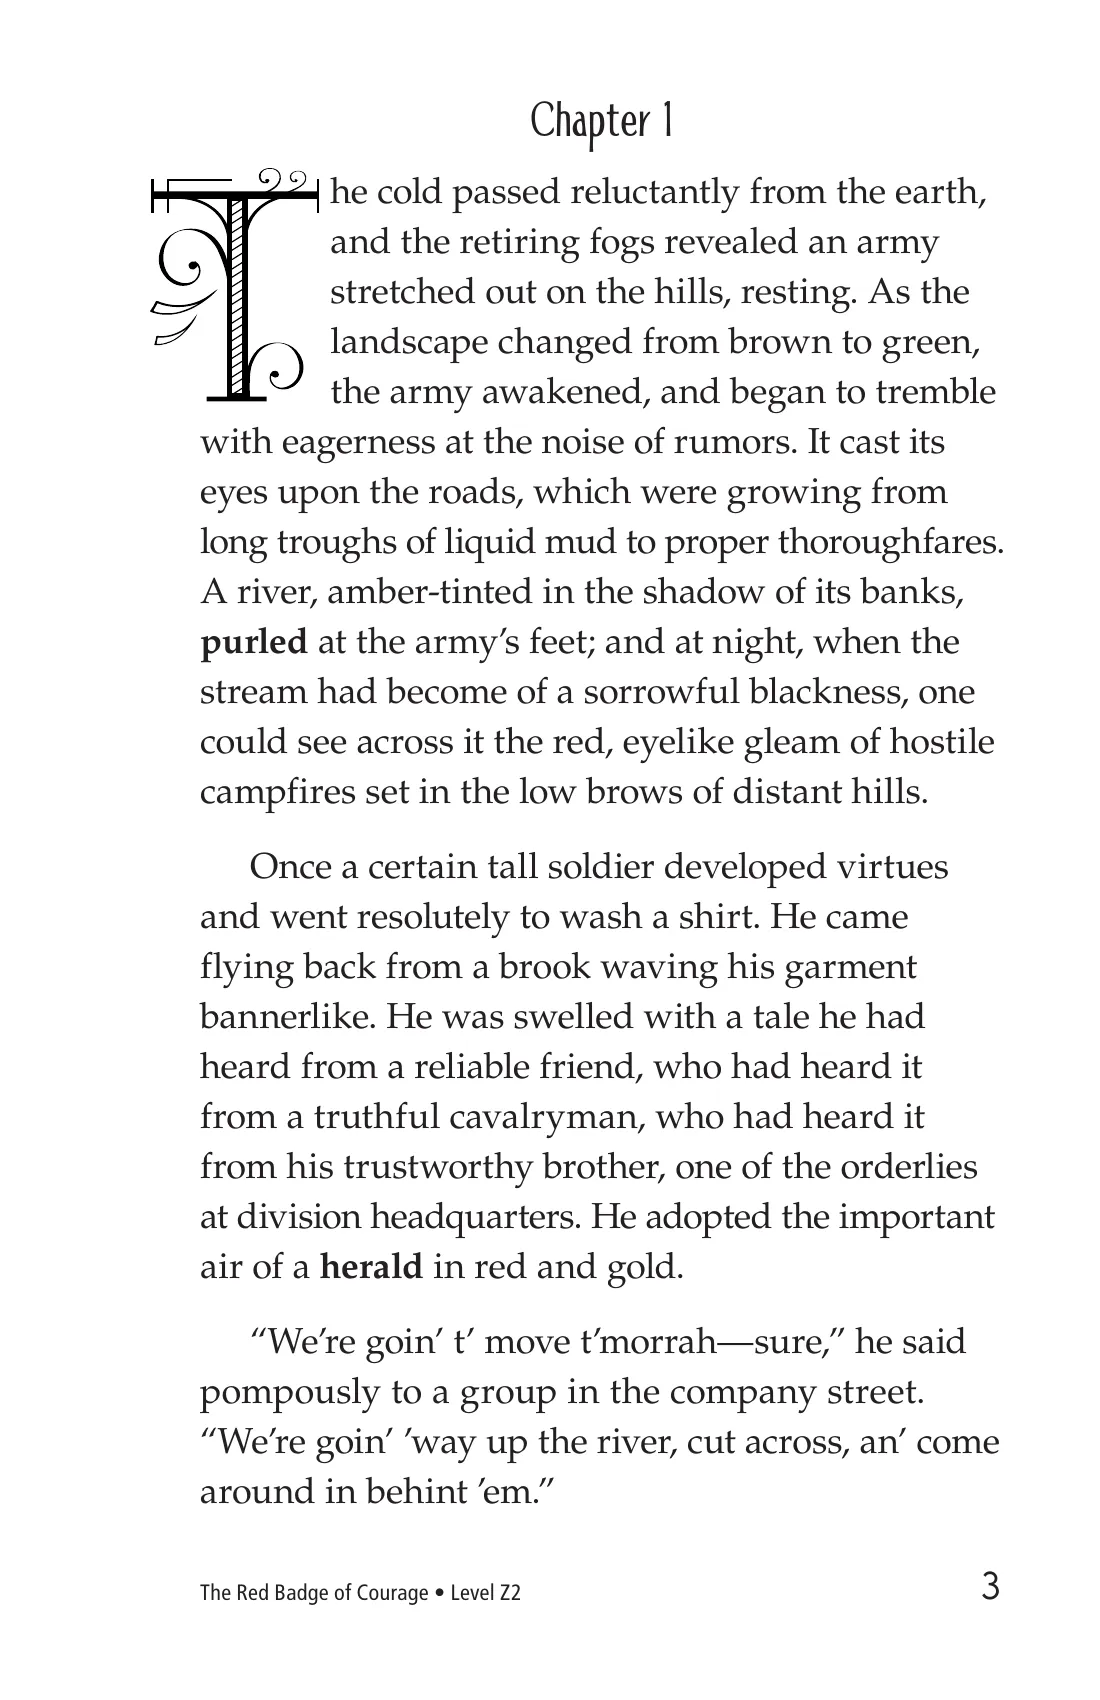 Chapter 1
The cold passed reluctantly from the earth,
and the retiring fogs revealed an army
stretched out on the hills, resting. As the
landscape changed from brown to green,
the army awakened, and began to tremble
with eagerness at the noise of rumors. It cast its
eyes upon the roads, which were growing from
long troughs of liquid mud to proper thoroughfares.
A river, amber-tinted in the shadow of its banks,
purled at the army’s feet; and at night, when the
stream had become of a sorrowful blackness, one
could see across it the red, eyelike gleam of hostile
campfires set in the low brows of distant hills.
Once a certain tall soldier developed virtues
and went resolutely to wash a shirt. He came
flying back from a brook waving his garment
bannerlike. He was swelled with a tale he had
heard from a reliable friend, who had heard it
from a truthful cavalryman, who had heard it
from his trustworthy brother, one of the orderlies
at division headquarters. He adopted the important
air of a herald in red and gold.
“We’re goin’ t’ move t’morrah—sure,” he said
pompously to a group in the company street.
“We’re goin’ ’way up the river, cut across, an’ come
around in behint ’em.”
The Red Badge of Courage • Level Z2
3